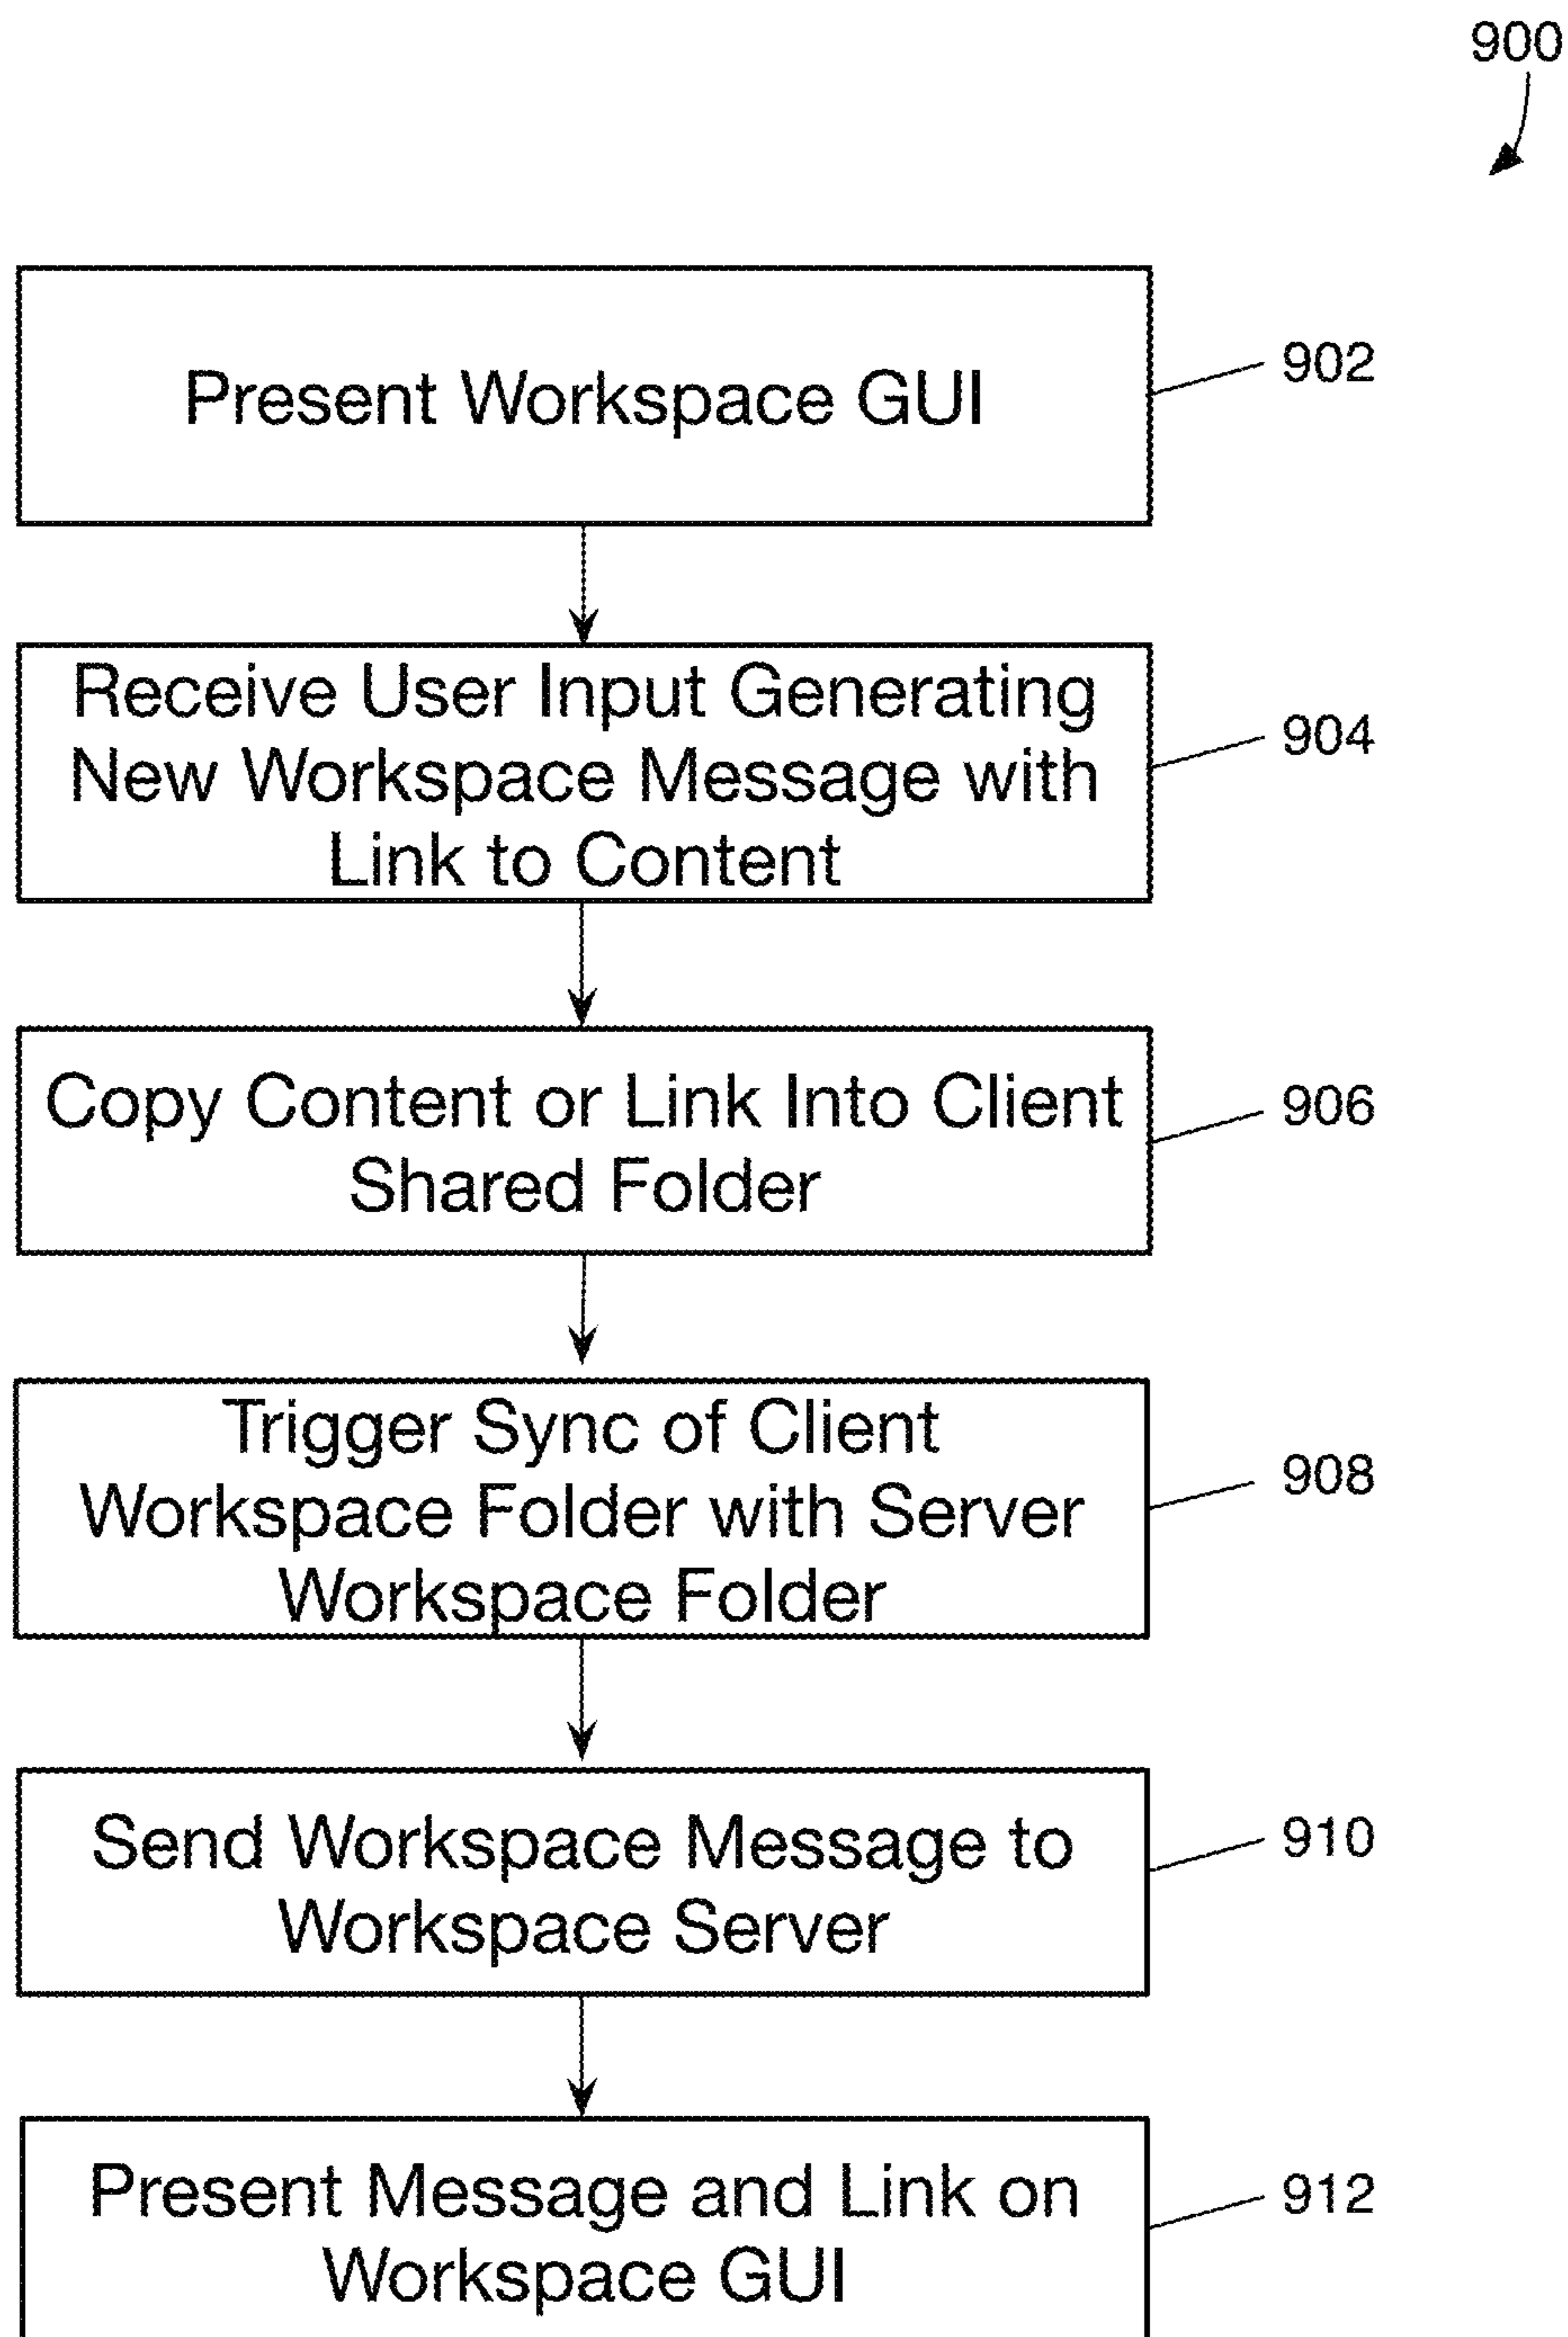 900
Present Workspace GUI
902
Receive User Input Generating
New Workspace Message with
Link to Content
904
Copy Content or Link Into Client
Shared Folder
906
Trigger Sync of Client
Workspace Folder with Server
Workspace Folder
908
Send Workspace Message to
Workspace Server
910
Present Message and Link on
Workspace GUI
912